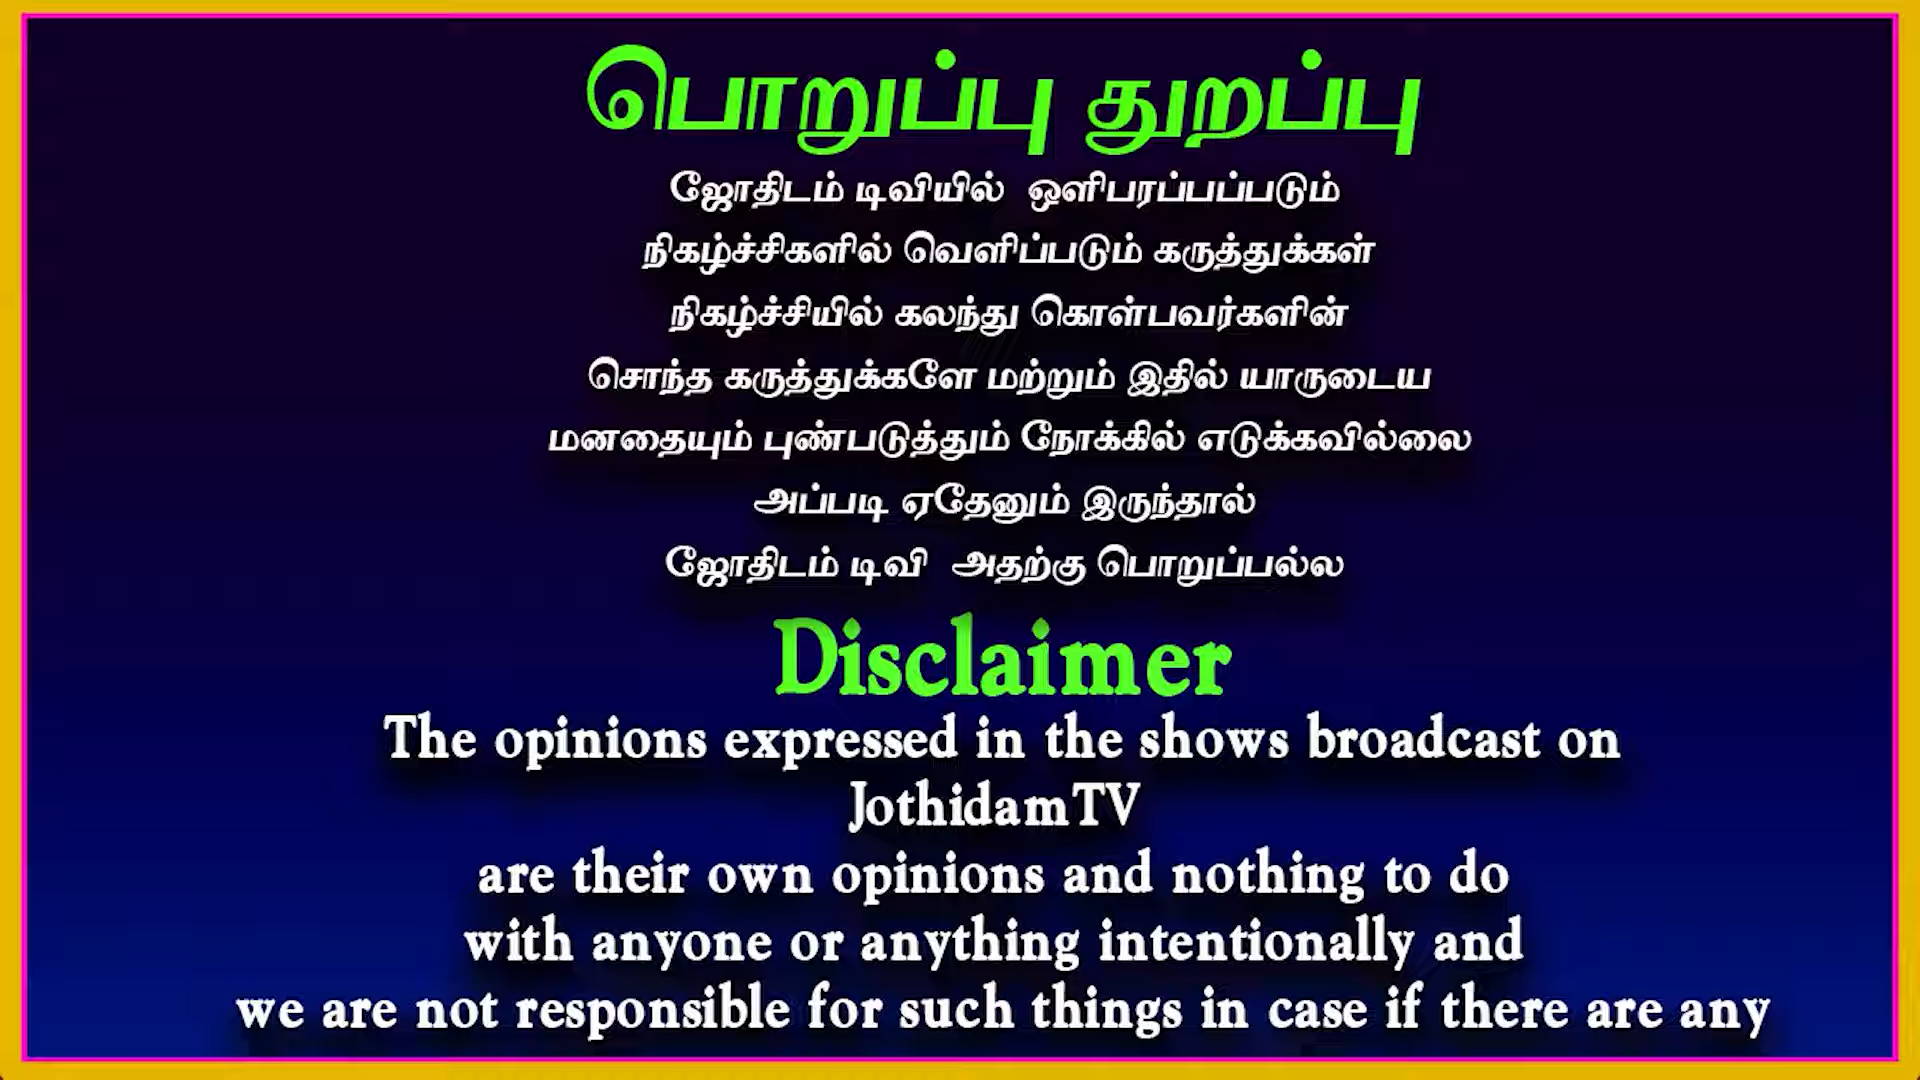 பொறுப்பு துறப்பு
ஜோதிடம் டிவியில் ஒளிபரப்பப்படும்
நிகழ்ச்சிகளில் வெளிப்படும் கருத்துக்கள்
நிகழ்ச்சியில் கலந்து கொள்பவர்களின்
சொந்த கருத்துக்களே மற்றும் இதில் யாருடைய
மனதையும் புண்படுத்தும் நோக்கில் எடுக்கவில்லை
அப்படி ஏதேனும் இருந்தால்
ஜோதிடம் டிவி அதற்கு பொறுப்பல்ல
Disclaimer
The opinions expressed in the shows broadcast on
JothidamTV
are their own opinions and nothing to do
with anyone or anything intentionally and
we are not responsible for such things in case if there are any